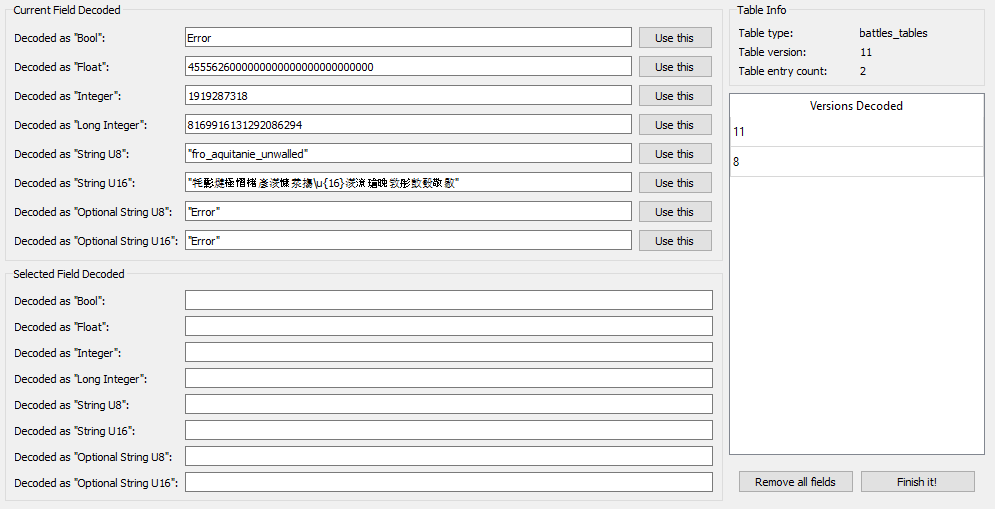 Current Field Decoded
Decoded as "Bool": Error Use this
Decoded as "Float": 4555626000000000000000000000000 Use this
Decoded as "Integer": 1919287318 Use this
Decoded as "Long Integer": 8169916131292086294 Use this
Decoded as "String U8": "fro_aquitanie_unwalled" Use this
Decoded as "String U16": \u{16} Use this
Decoded as "Optional String U8": "Error" Use this
Decoded as "Optional String U16": "Error" Use this
Selected Field Decoded
Decoded as "Bool":
Decoded as "Float":
Decoded as "Integer":
Decoded as "Long Integer":
Decoded as "String U8":
Decoded as "String U16":
Decoded as "Optional String U8":
Decoded as "Optional String U16":
Table Info
Table type: battles_tables
Table version: 11
Table entry count: 2
Versions Decoded
11
8
Remove all fields Finish it!